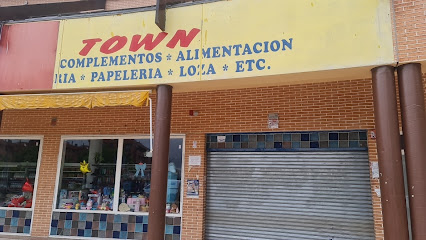 TOWN
COMPLEMENTOS * ALIMENTACION
RIA * PAPELERIA * LOZA * ETC.